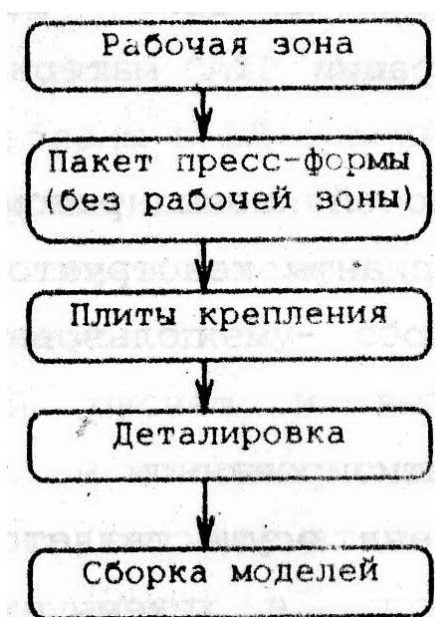 Рабочая зона
Пакет пресс-формы
(без рабочей зоны)
Плиты крепления
Деталировка
Сборка моделей